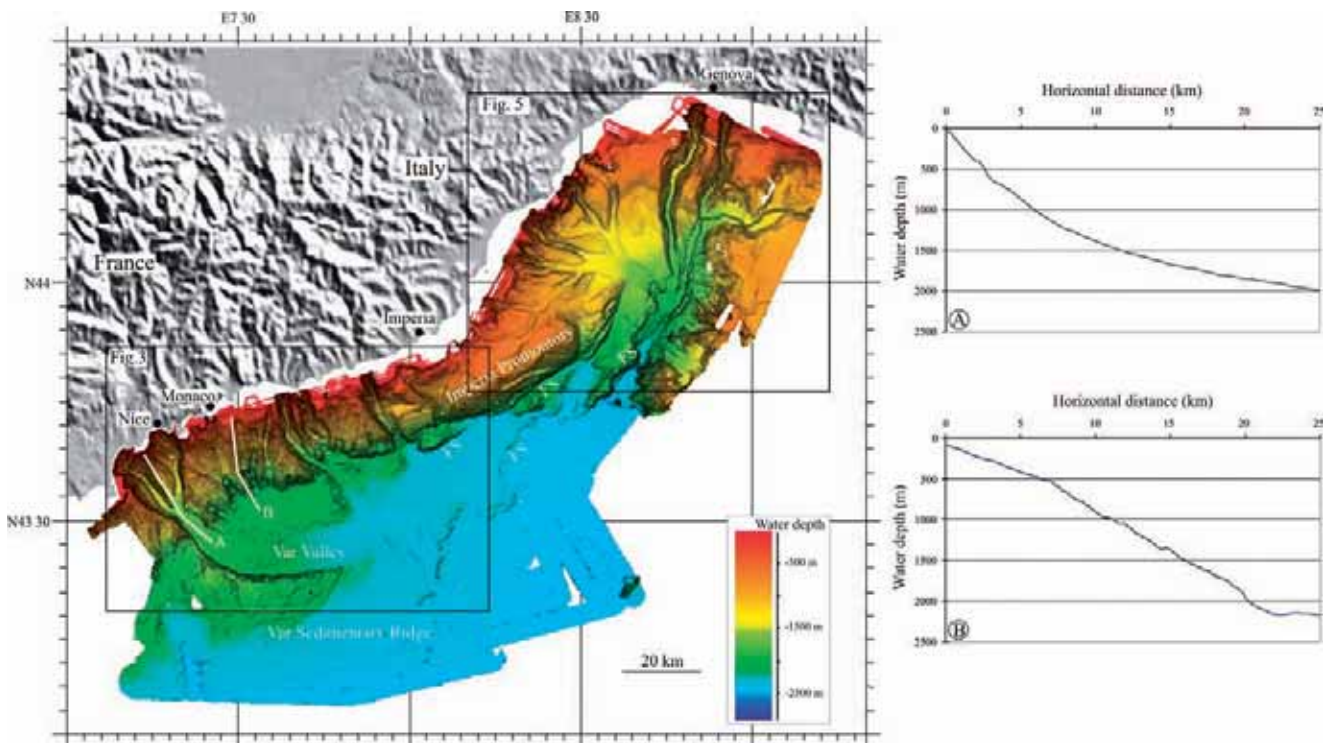 E7 30
E8 30
Genova
Fig. 5
Italy
France
N44
Imperia
Imperia Promontory
Fig.3
Monaco
Nice
B
A
N43 30
Var Valley
Var Sedimentary Ridge
20 km
Water depth
-500 m
-1500 m
-2500 m
Horizontal distance (km)
0 5 10 15 20 25
Water depth (m)
0
500
1000
1500
2000
2500
A
Horizontal distance (km)
0 5 10 15 20 25
Water depth (m)
0
500
1000
1500
2000
2500
B